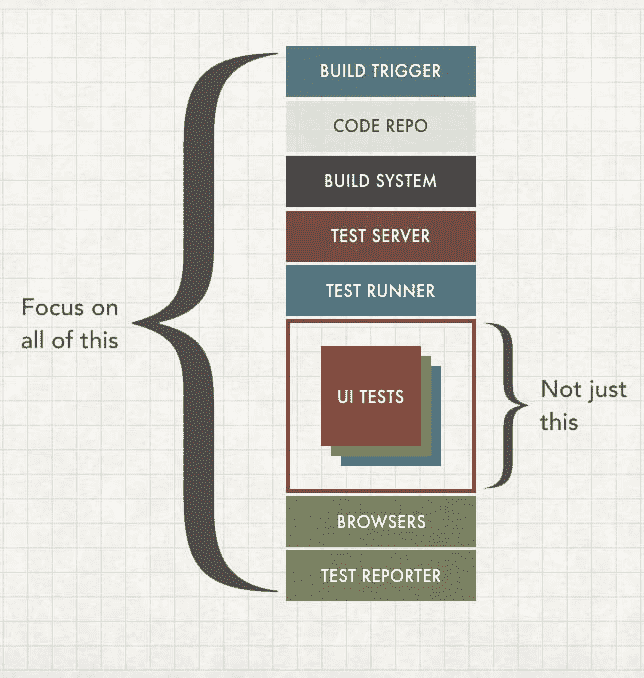 BUILD TRIGGER
CODE REPO
BUILD SYSTEM
TEST SERVER
TEST RUNNER
Focus on
all of this
UI TESTS
Not just
this
BROWSERS
TEST REPORTER